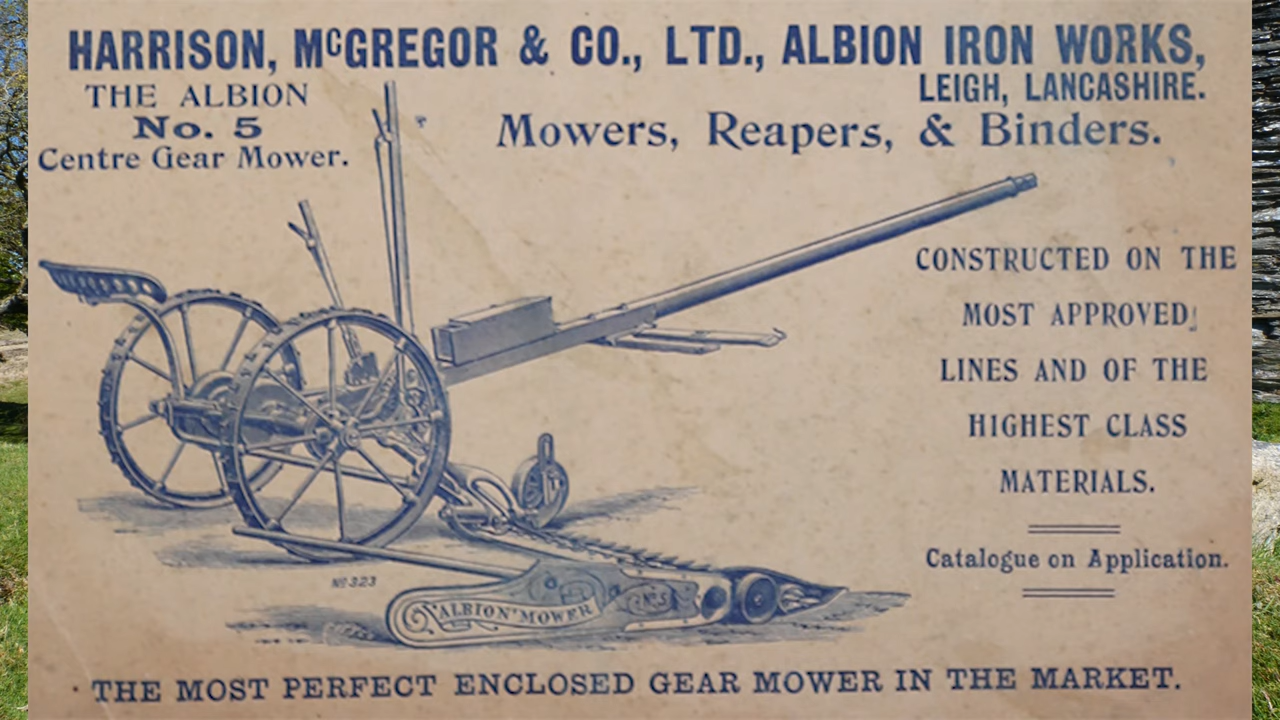 HARRISON, McGREGOR & CO., LTD., ALBION IRON WORKS,
LEIGH, LANCASHIRE.
THE ALBION
No. 5
Centre Gear Mower.
Mowers, Reapers, & Binders.
CONSTRUCTED ON THE
MOST APPROVED
LINES AND OF THE
HIGHEST CLASS
MATERIALS.
Catalogue on Application.
No 323
"ALBION" MOWER
No 5
THE MOST PERFECT ENCLOSED GEAR MOWER IN THE MARKET.